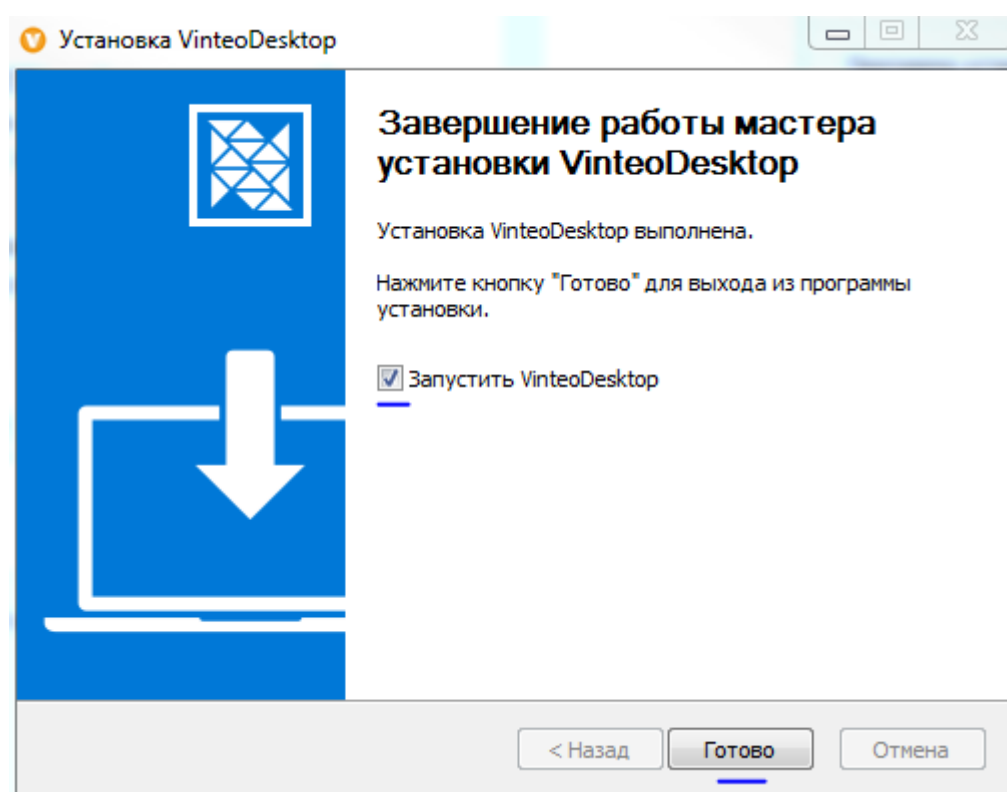 Установка VinteoDesktop
Завершение работы мастера
установки VinteoDesktop
Установка VinteoDesktop выполнена.
Нажмите кнопку "Готово" для выхода из программы
установки.
Запустить VinteoDesktop
< Назад
Готово
Отмена